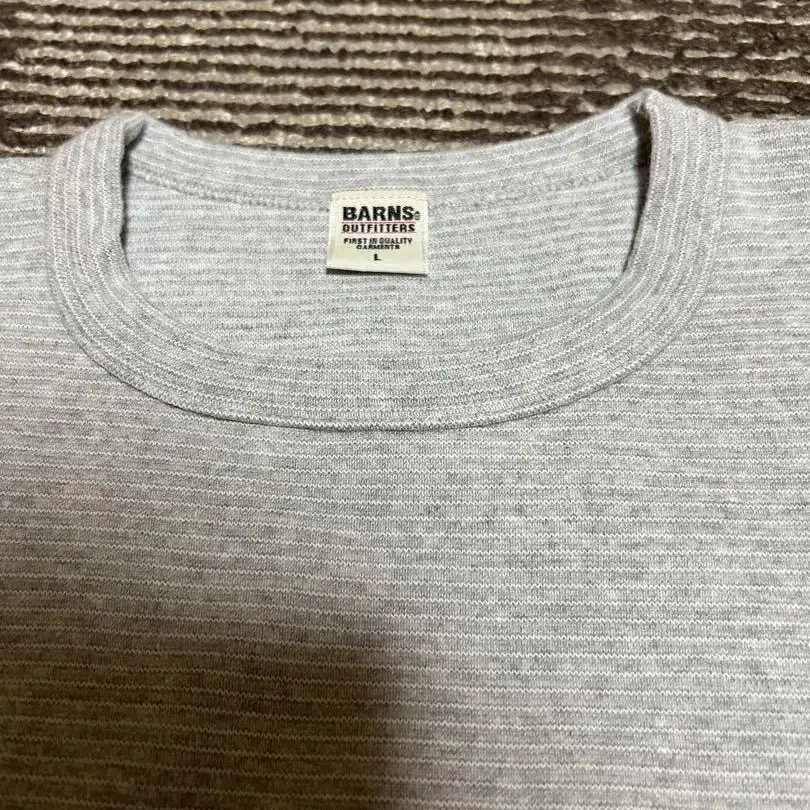 BARNS®
OUTFITTERS
FIRST IN QUALITY
GARMENTS
L